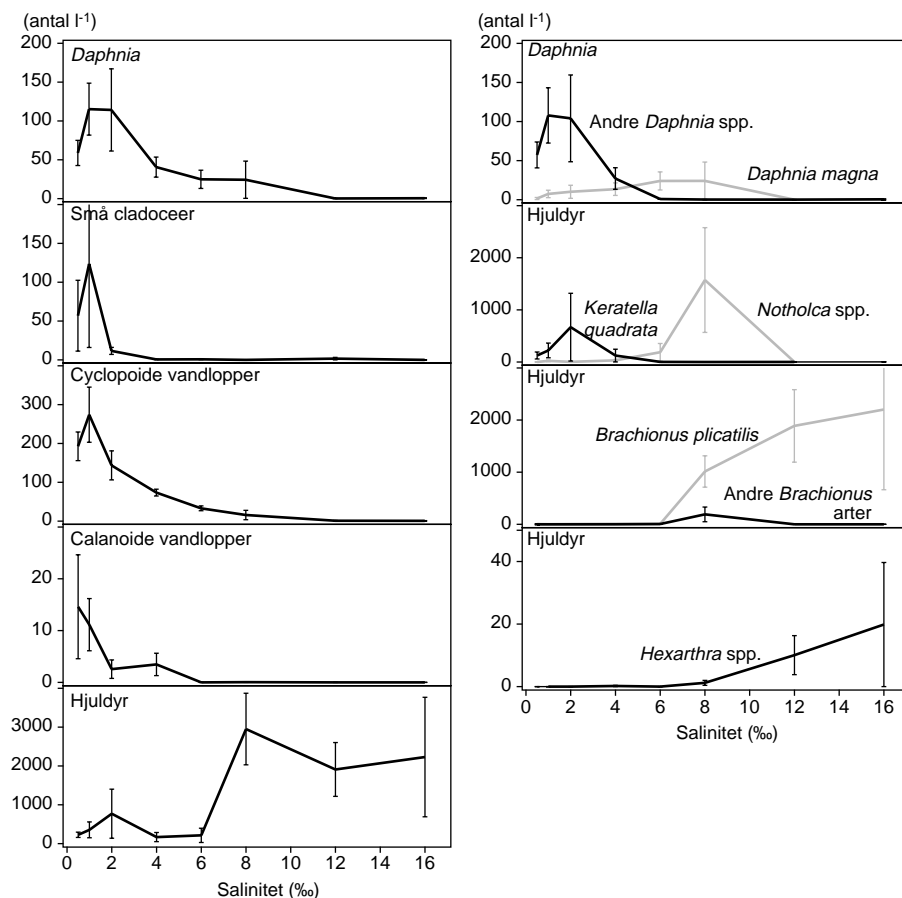 (antal l-1)
200
150
100
50
0
Daphnia
Små cladoceer
150
100
50
0
Cyclopoide vandlopper
300
200
100
0
Calanoide vandlopper
20
10
0
Hjuldyr
3000
2000
1000
0
0 2 4 6 8 10 12 14 16
Salinitet (‰)
(antal l-1)
200
150
100
50
0
Daphnia
Andre Daphnia spp.
Daphnia magna
Hjuldyr
2000
1000
0
Keratella
quadrata
Notholca spp.
Hjuldyr
2000
1000
0
Brachionus plicatilis
Andre Brachionus
arter
Hjuldyr
40
20
0
Hexarthra spp.
0 2 4 6 8 10 12 14 16
Salinitet (‰)